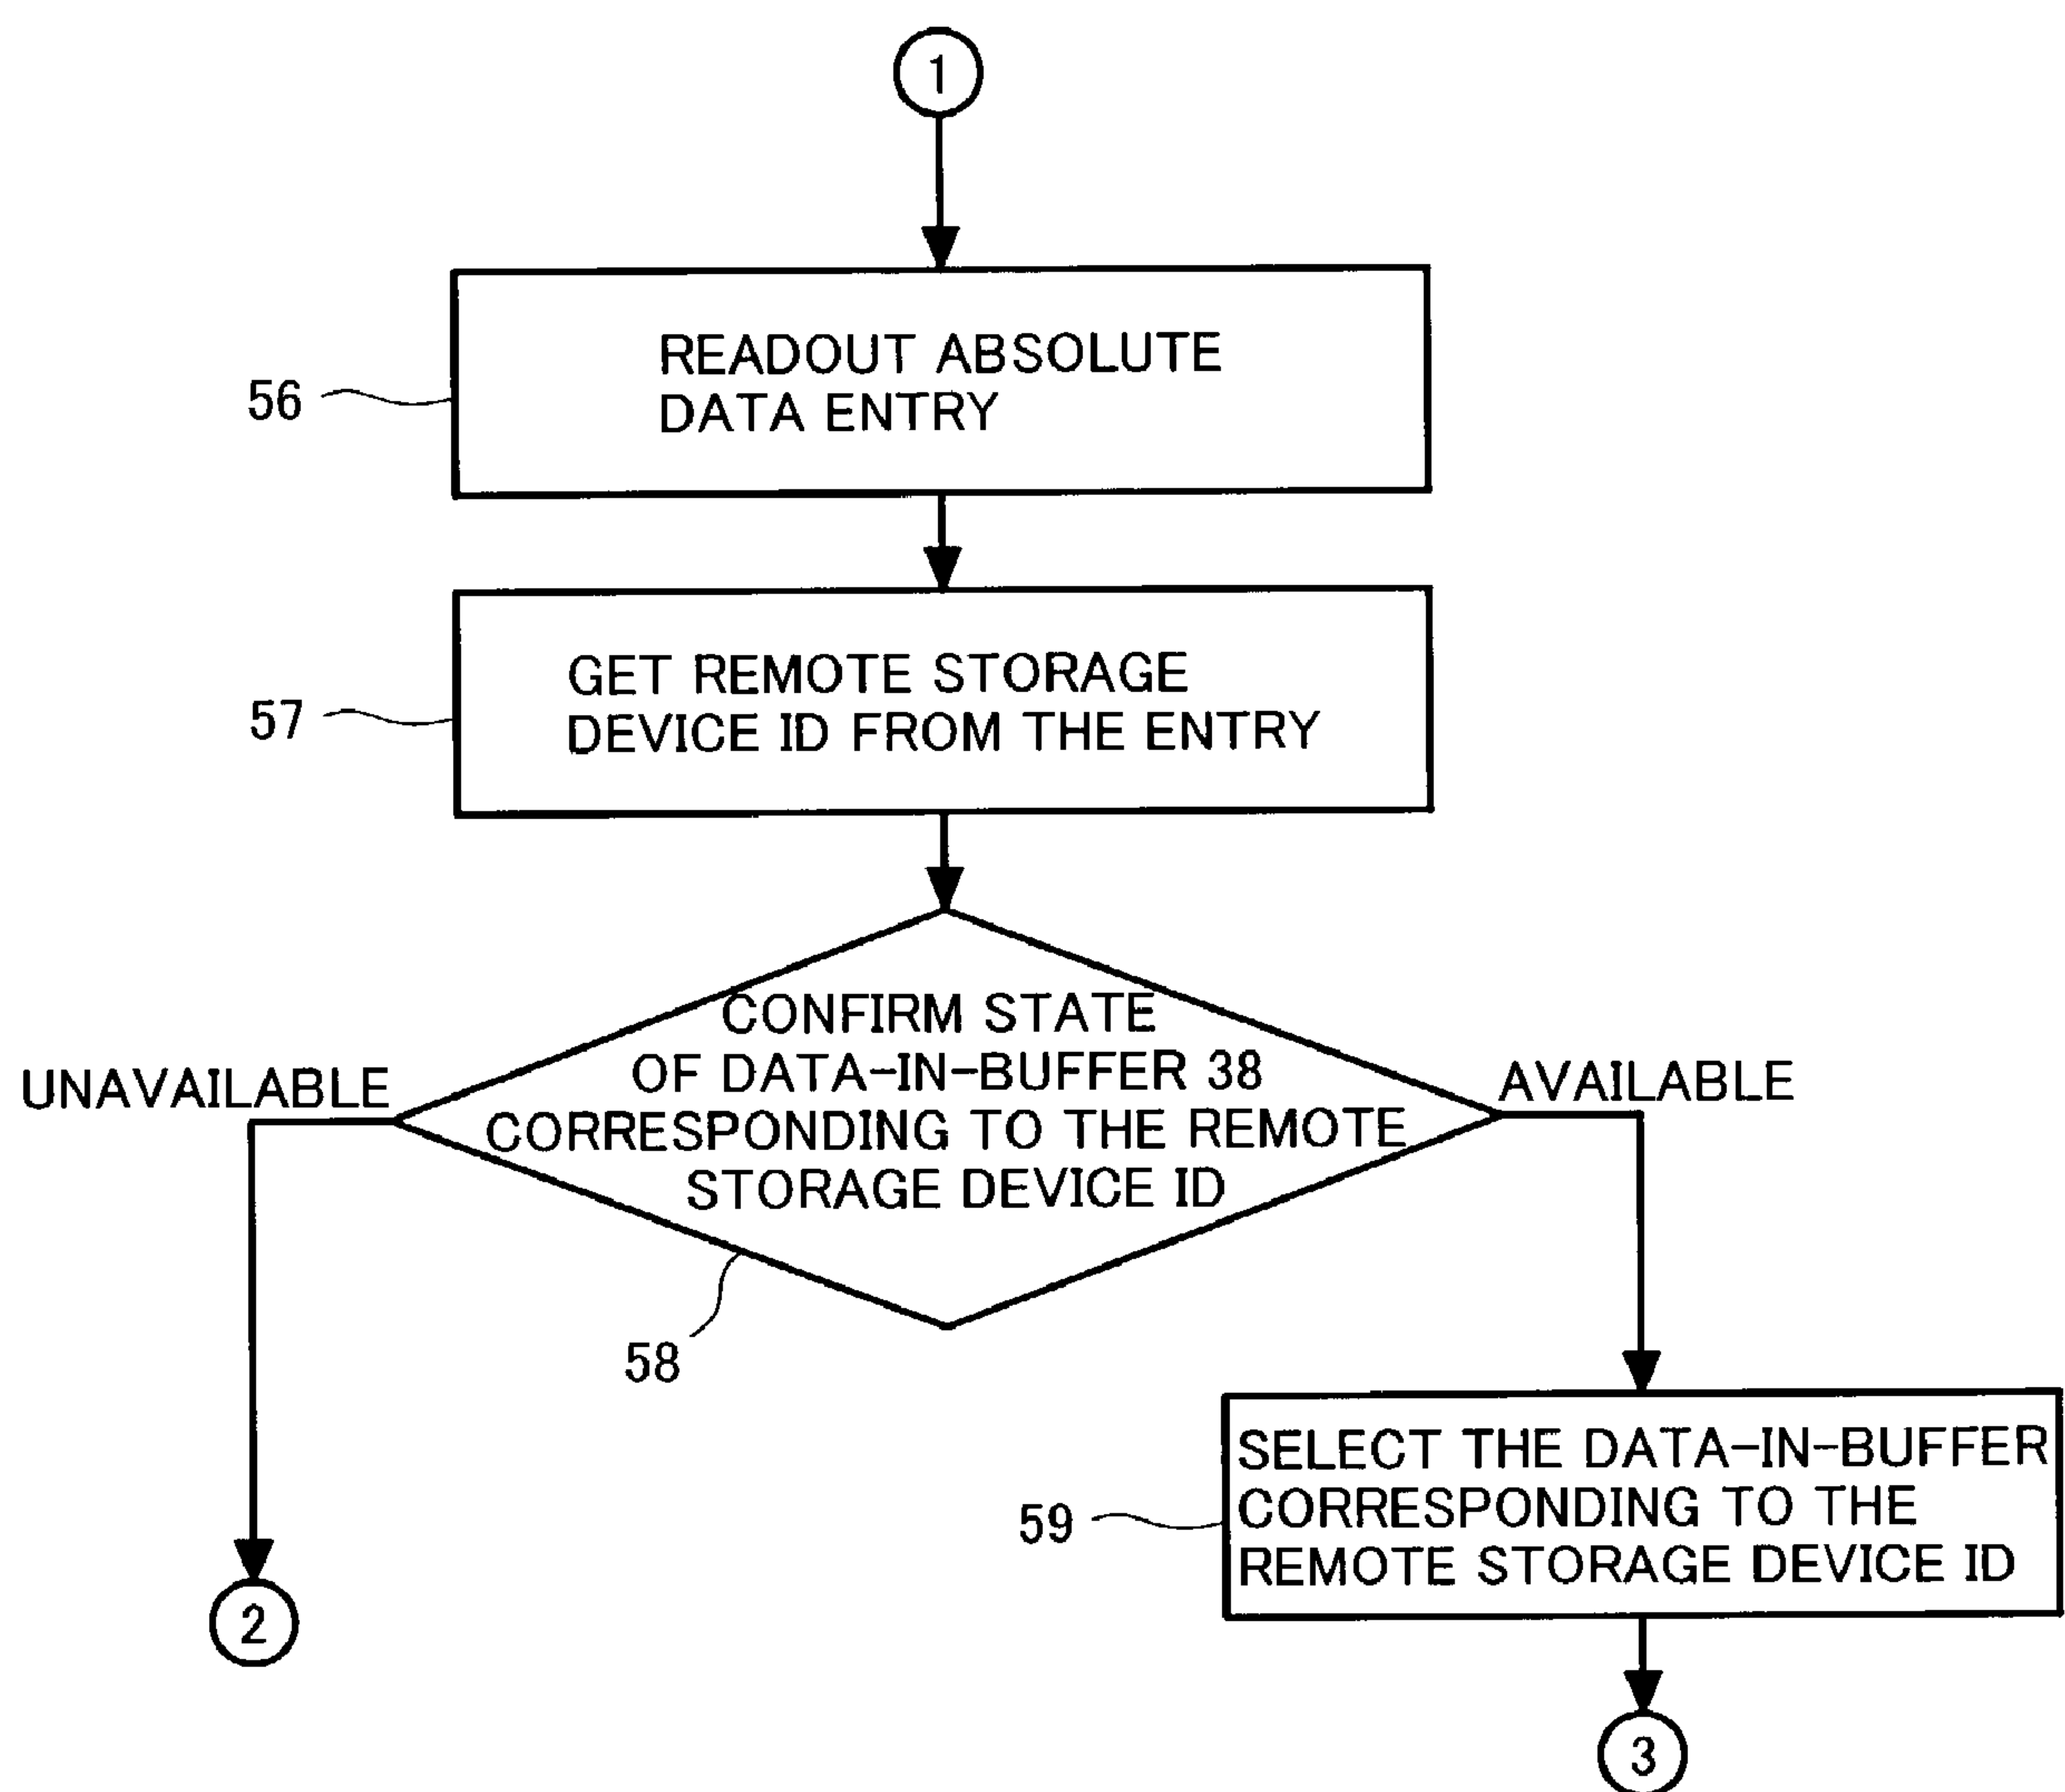 1
READOUT ABSOLUTE
DATA ENTRY
56
GET REMOTE STORAGE
DEVICE ID FROM THE ENTRY
57
CONFIRM STATE
OF DATA-IN-BUFFER 38
CORRESPONDING TO THE REMOTE
STORAGE DEVICE ID
UNAVAILABLE
AVAILABLE
58
SELECT THE DATA-IN-BUFFER
CORRESPONDING TO THE
REMOTE STORAGE DEVICE ID
59
2
3